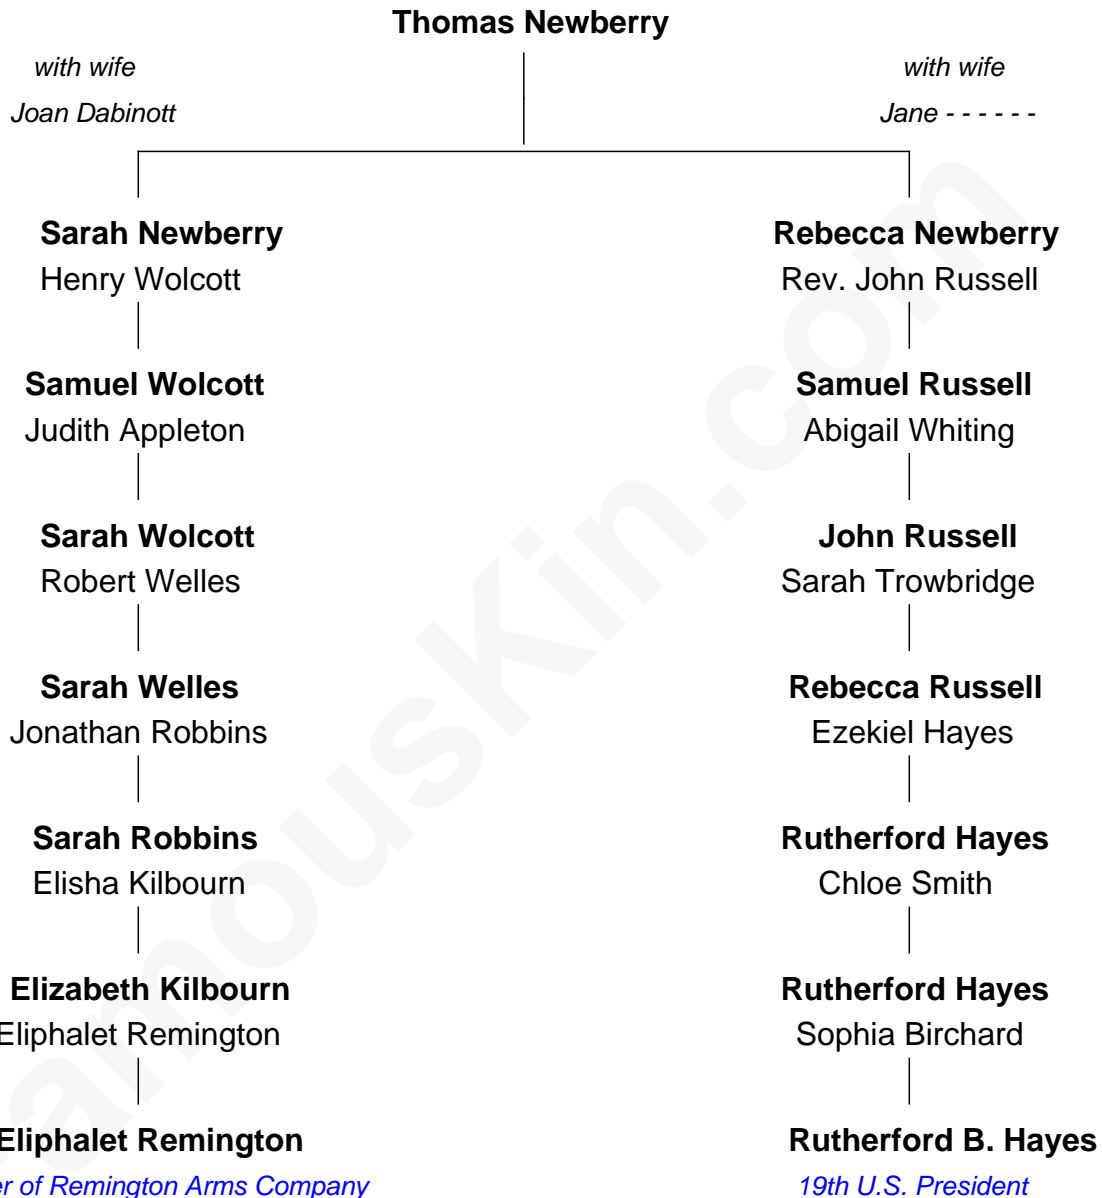 Thomas Newberry
with wife
Joan Dabinott
with wife
Jane - - - - - -
Sarah Newberry
Henry Wolcott
Rebecca Newberry
Rev. John Russell
Samuel Wolcott
Judith Appleton
Samuel Russell
Abigail Whiting
Sarah Wolcott
Robert Welles
John Russell
Sarah Trowbridge
Sarah Welles
Jonathan Robbins
Rebecca Russell
Ezekiel Hayes
Sarah Robbins
Elisha Kilbourn
Rutherford Hayes
Chloe Smith
Elizabeth Kilbourn
Eliphalet Remington
Rutherford Hayes
Sophia Birchard
Eliphalet Remington
er of Remington Arms Company
Rutherford B. Hayes
19th U.S. President
amouskin.com